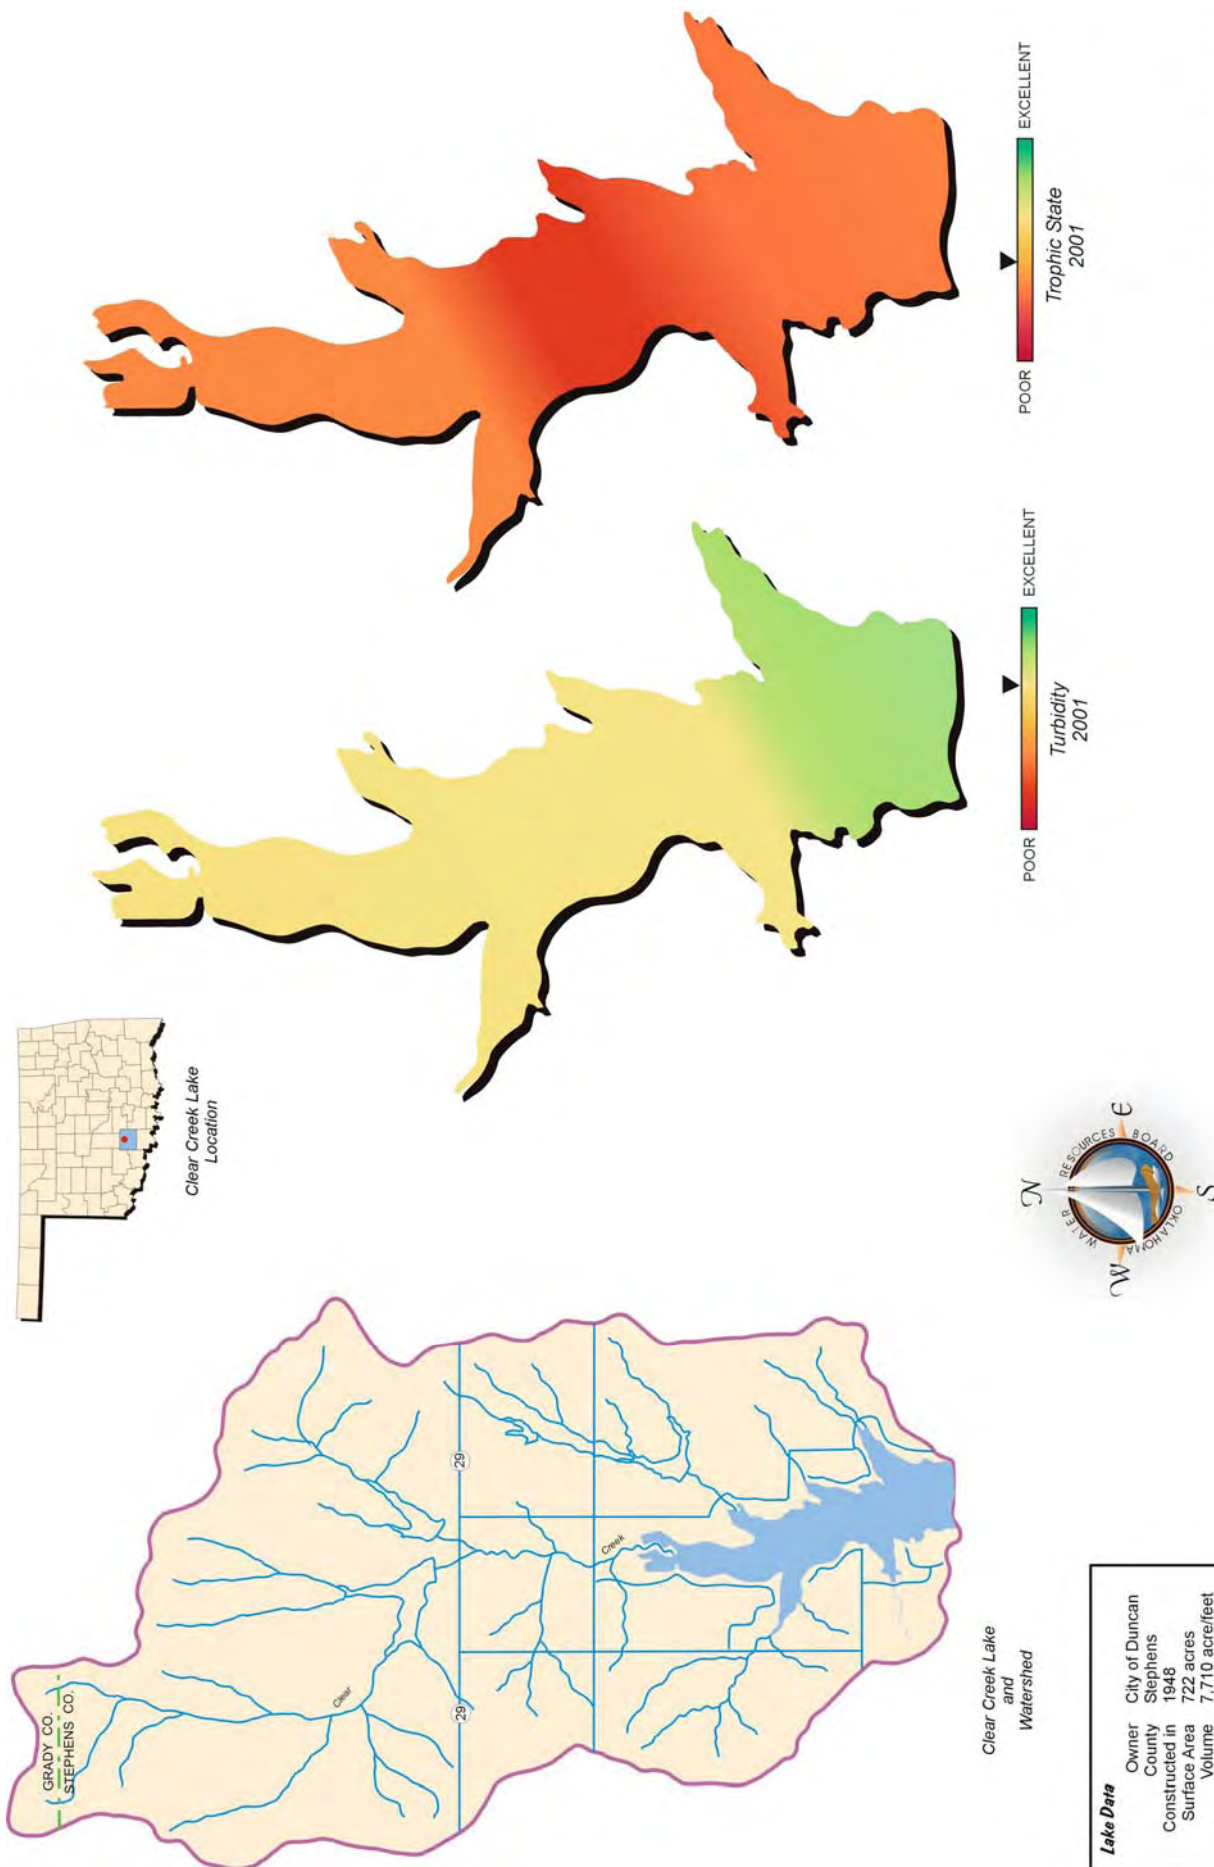 GRADY CO.
STEPHENS CO.
29
29
Clear
Creek
Clear Creek Lake
and
Watershed
Clear Creek Lake
Location
POOR
EXCELLENT
Turbidity
2001
POOR
EXCELLENT
Trophic State
2001
Lake Data
Owner City of Duncan
County Stephens
Constructed in 1948
Surface Area 722 acres
Volume 7,710 acre/feet
N
W
E
S
WATER RESOURCES BOARD
OKLAHOMA